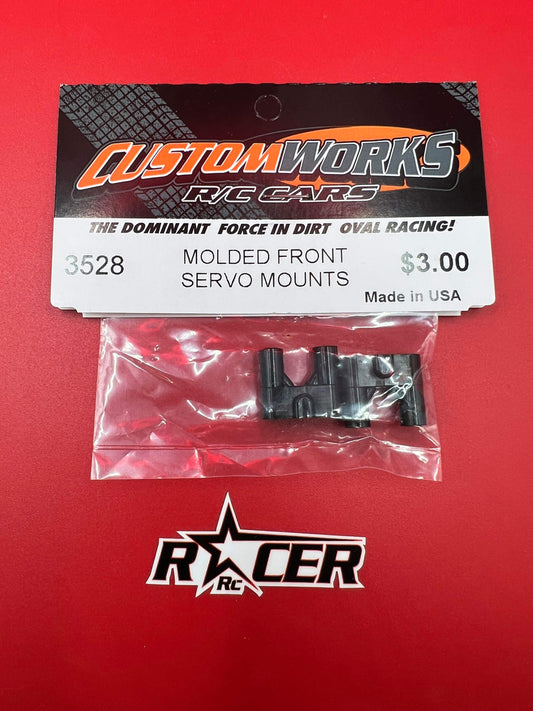 CUSTOMWORKS
R/C CARS
THE DOMINANT FORCE IN DIRT OVAL RACING!
3528 MOLDED FRONT SERVO MOUNTS $3.00
Made in USA
RACER
RC